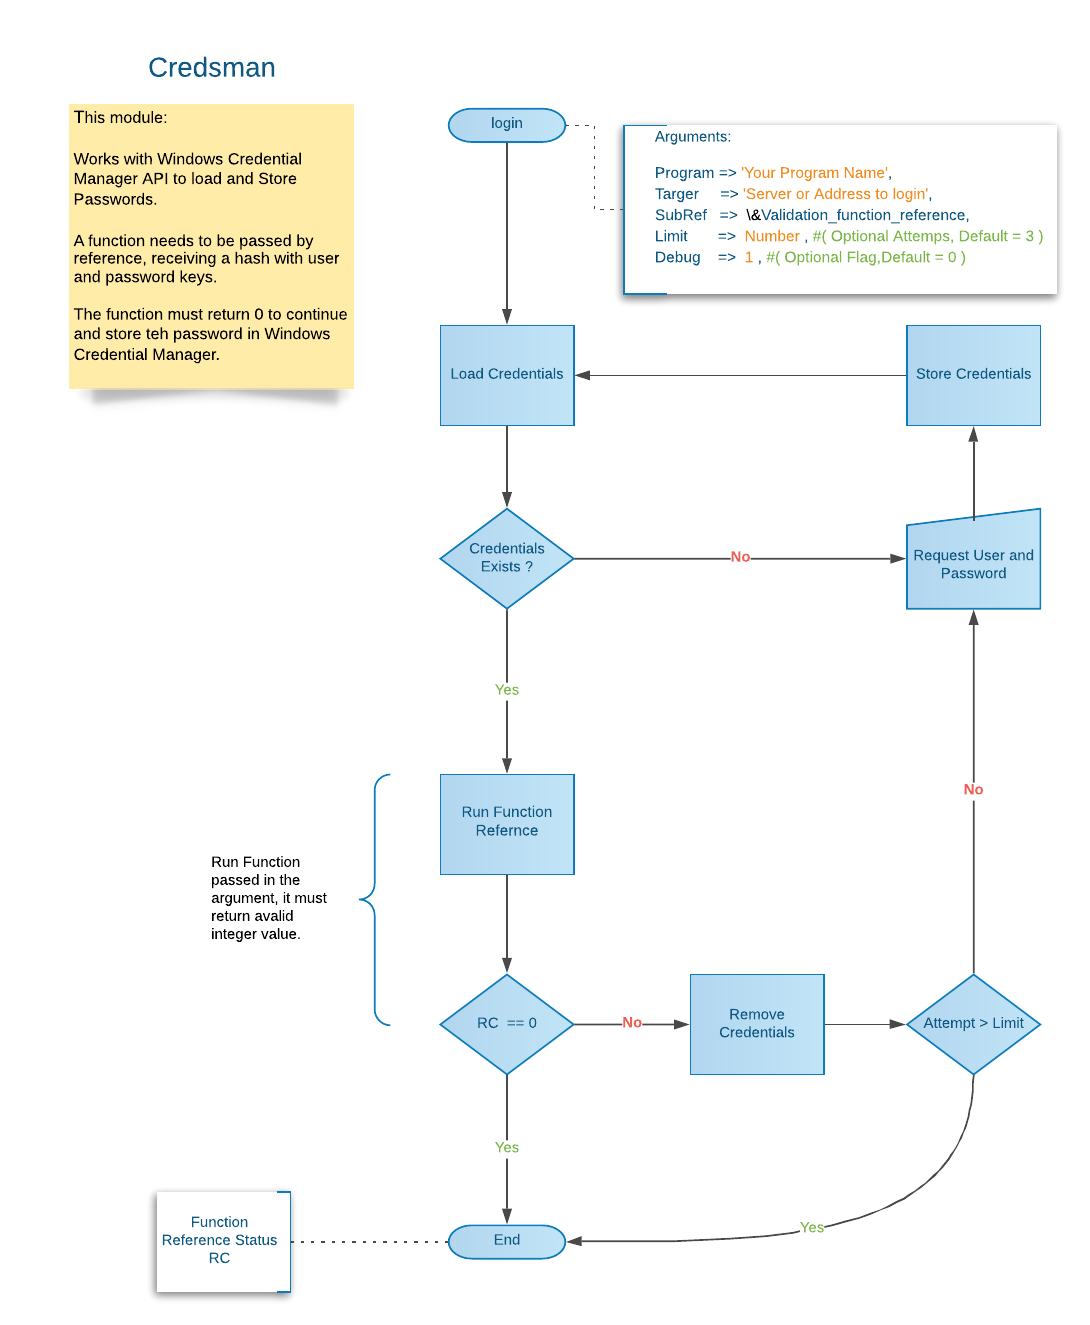 Credsman
This module:
Works with Windows Credential
Manager API to load and Store
Passwords.
A function needs to be passed by
reference, receiving a hash with user
and password keys.
The function must return 0 to continue
and store teh password in Windows
Credential Manager.
login
Arguments:
Program => 'Your Program Name',
Targer => 'Server or Address to login',
SubRef => \&Validation_function_reference,
Limit => Number , #( Optional Attemps, Default = 3 )
Debug => 1 , #( Optional Flag,Default = 0 )
Load Credentials
Store Credentials
Credentials
Exists ?
No
Request User and
Password
Yes
Run Function
Refernce
No
Run Function
passed in the
argument, it must
return avalid
integer value.
RC == 0
No
Remove
Credentials
Attempt > Limit
Yes
Yes
Function
Reference Status
RC
End